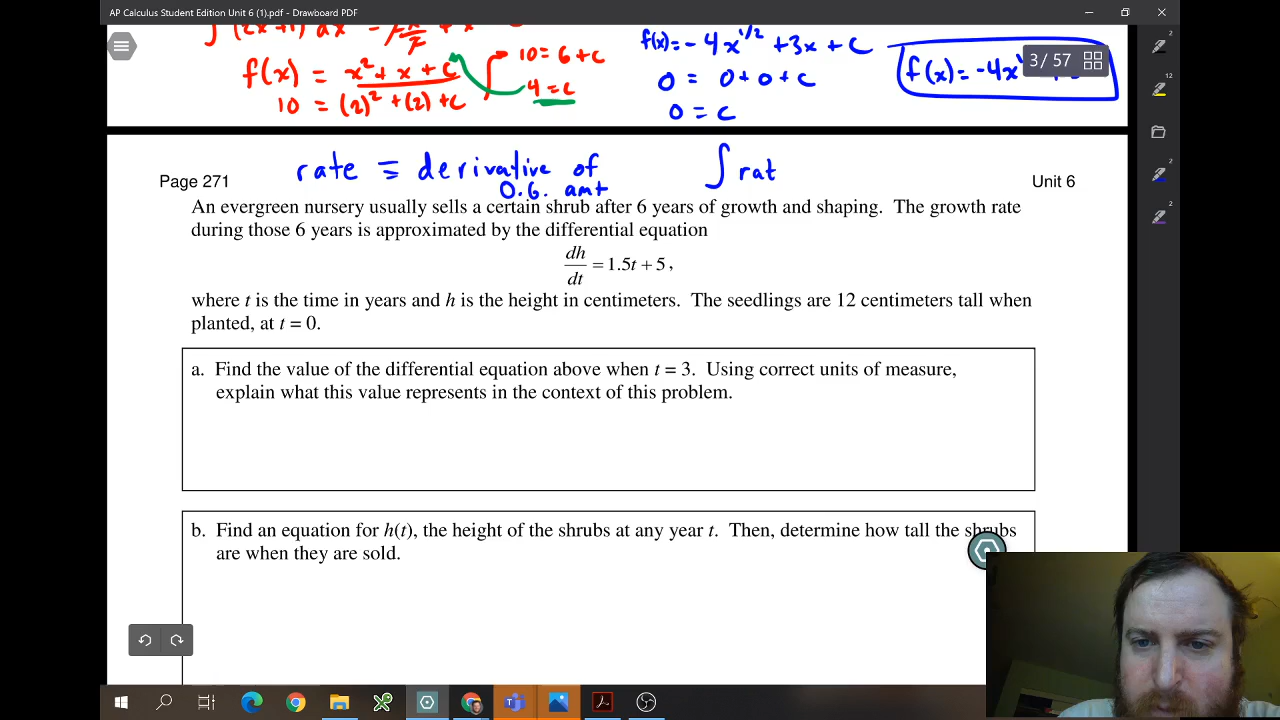 AP Calculus Student Edition Unit 6 (1).pdf - Drawboard PDF
f(x) = x² + x + C
10 = (2)² + (2) + C
10 = 6 + C
4 = C
f(x) = -4x^1/2 + 3x + C
0 = 0 + 0 + C
0 = C
f(x) = -4x
3 / 57
rate = derivative of
O.G. amt
∫ rat
Page 271
Unit 6
An evergreen nursery usually sells a certain shrub after 6 years of growth and shaping. The growth rate
during those 6 years is approximated by the differential equation
dh/dt = 1.5t + 5,
where t is the time in years and h is the height in centimeters. The seedlings are 12 centimeters tall when
planted, at t = 0.
a. Find the value of the differential equation above when t = 3. Using correct units of measure,
explain what this value represents in the context of this problem.
b. Find an equation for h(t), the height of the shrubs at any year t. Then, determine how tall the shrubs
are when they are sold.